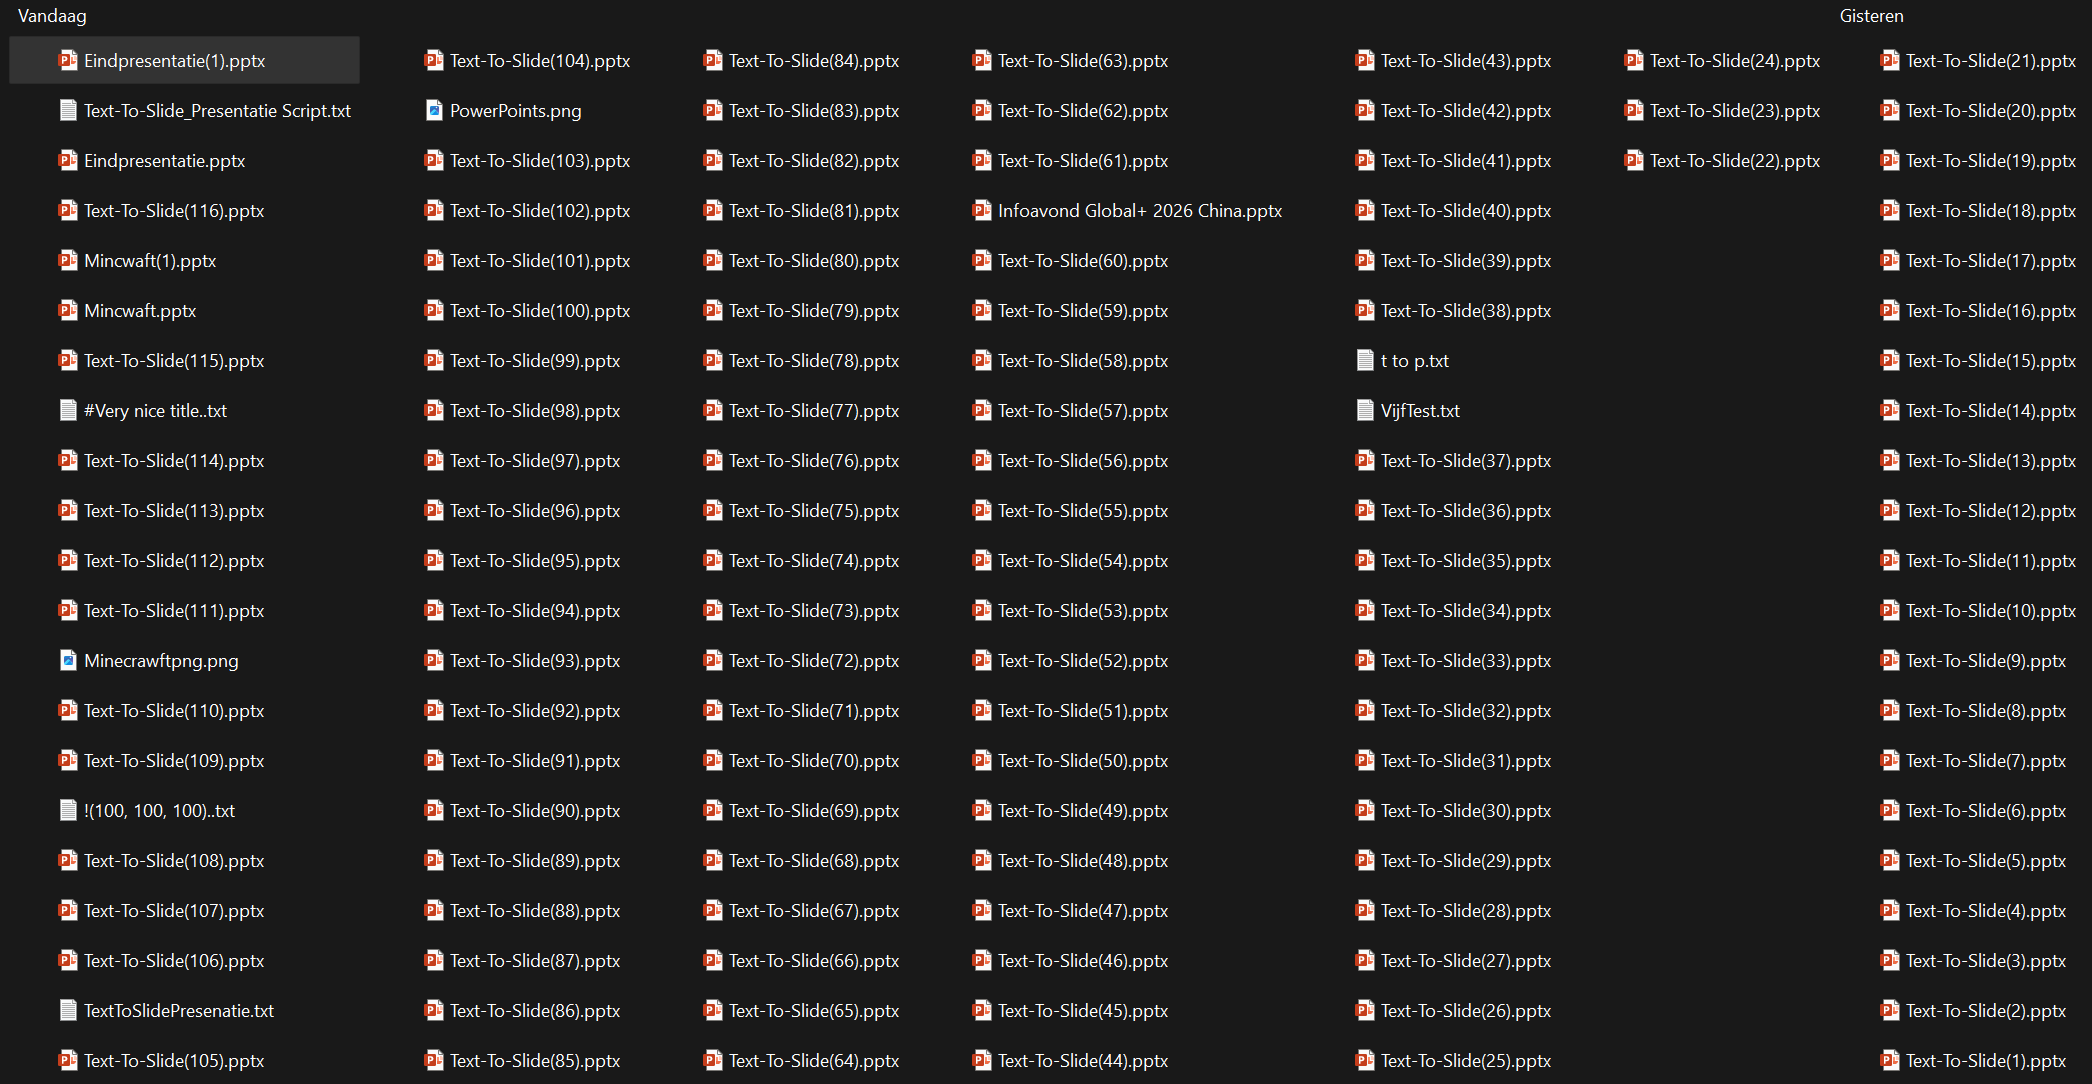 Vandaag
Eindpresentatie(1).pptx
Text-To-Slide_Presentatie Script.txt
Eindpresentatie.pptx
Text-To-Slide(116).pptx
Mincwaft(1).pptx
Mincwaft.pptx
Text-To-Slide(115).pptx
#Very nice title..txt
Text-To-Slide(114).pptx
Text-To-Slide(113).pptx
Text-To-Slide(112).pptx
Text-To-Slide(111).pptx
Minecrawftpng.png
Text-To-Slide(110).pptx
Text-To-Slide(109).pptx
!(100, 100, 100)..txt
Text-To-Slide(108).pptx
Text-To-Slide(107).pptx
Text-To-Slide(106).pptx
TextToSlidePresenatie.txt
Text-To-Slide(105).pptx
Text-To-Slide(104).pptx
PowerPoints.png
Text-To-Slide(103).pptx
Text-To-Slide(102).pptx
Text-To-Slide(101).pptx
Text-To-Slide(100).pptx
Text-To-Slide(99).pptx
Text-To-Slide(98).pptx
Text-To-Slide(97).pptx
Text-To-Slide(96).pptx
Text-To-Slide(95).pptx
Text-To-Slide(94).pptx
Text-To-Slide(93).pptx
Text-To-Slide(92).pptx
Text-To-Slide(91).pptx
Text-To-Slide(90).pptx
Text-To-Slide(89).pptx
Text-To-Slide(88).pptx
Text-To-Slide(87).pptx
Text-To-Slide(86).pptx
Text-To-Slide(85).pptx
Text-To-Slide(84).pptx
Text-To-Slide(83).pptx
Text-To-Slide(82).pptx
Text-To-Slide(81).pptx
Text-To-Slide(80).pptx
Text-To-Slide(79).pptx
Text-To-Slide(78).pptx
Text-To-Slide(77).pptx
Text-To-Slide(76).pptx
Text-To-Slide(75).pptx
Text-To-Slide(74).pptx
Text-To-Slide(73).pptx
Text-To-Slide(72).pptx
Text-To-Slide(71).pptx
Text-To-Slide(70).pptx
Text-To-Slide(69).pptx
Text-To-Slide(68).pptx
Text-To-Slide(67).pptx
Text-To-Slide(66).pptx
Text-To-Slide(65).pptx
Text-To-Slide(64).pptx
Text-To-Slide(63).pptx
Text-To-Slide(62).pptx
Text-To-Slide(61).pptx
Infoavond Global+ 2026 China.pptx
Text-To-Slide(60).pptx
Text-To-Slide(59).pptx
Text-To-Slide(58).pptx
Text-To-Slide(57).pptx
Text-To-Slide(56).pptx
Text-To-Slide(55).pptx
Text-To-Slide(54).pptx
Text-To-Slide(53).pptx
Text-To-Slide(52).pptx
Text-To-Slide(51).pptx
Text-To-Slide(50).pptx
Text-To-Slide(49).pptx
Text-To-Slide(48).pptx
Text-To-Slide(47).pptx
Text-To-Slide(46).pptx
Text-To-Slide(45).pptx
Text-To-Slide(44).pptx
Text-To-Slide(43).pptx
Text-To-Slide(42).pptx
Text-To-Slide(41).pptx
Text-To-Slide(40).pptx
Text-To-Slide(39).pptx
Text-To-Slide(38).pptx
t to p.txt
VijfTest.txt
Text-To-Slide(37).pptx
Text-To-Slide(36).pptx
Text-To-Slide(35).pptx
Text-To-Slide(34).pptx
Text-To-Slide(33).pptx
Text-To-Slide(32).pptx
Text-To-Slide(31).pptx
Text-To-Slide(30).pptx
Text-To-Slide(29).pptx
Text-To-Slide(28).pptx
Text-To-Slide(27).pptx
Text-To-Slide(26).pptx
Text-To-Slide(25).pptx
Text-To-Slide(24).pptx
Text-To-Slide(23).pptx
Text-To-Slide(22).pptx
Gisteren
Text-To-Slide(21).pptx
Text-To-Slide(20).pptx
Text-To-Slide(19).pptx
Text-To-Slide(18).pptx
Text-To-Slide(17).pptx
Text-To-Slide(16).pptx
Text-To-Slide(15).pptx
Text-To-Slide(14).pptx
Text-To-Slide(13).pptx
Text-To-Slide(12).pptx
Text-To-Slide(11).pptx
Text-To-Slide(10).pptx
Text-To-Slide(9).pptx
Text-To-Slide(8).pptx
Text-To-Slide(7).pptx
Text-To-Slide(6).pptx
Text-To-Slide(5).pptx
Text-To-Slide(4).pptx
Text-To-Slide(3).pptx
Text-To-Slide(2).pptx
Text-To-Slide(1).pptx